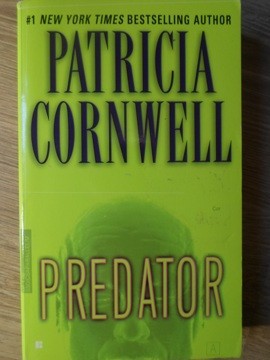 #1 NEW YORK TIMES BESTSELLING AUTHOR
PATRICIA
CORNWELL
PREDATOR